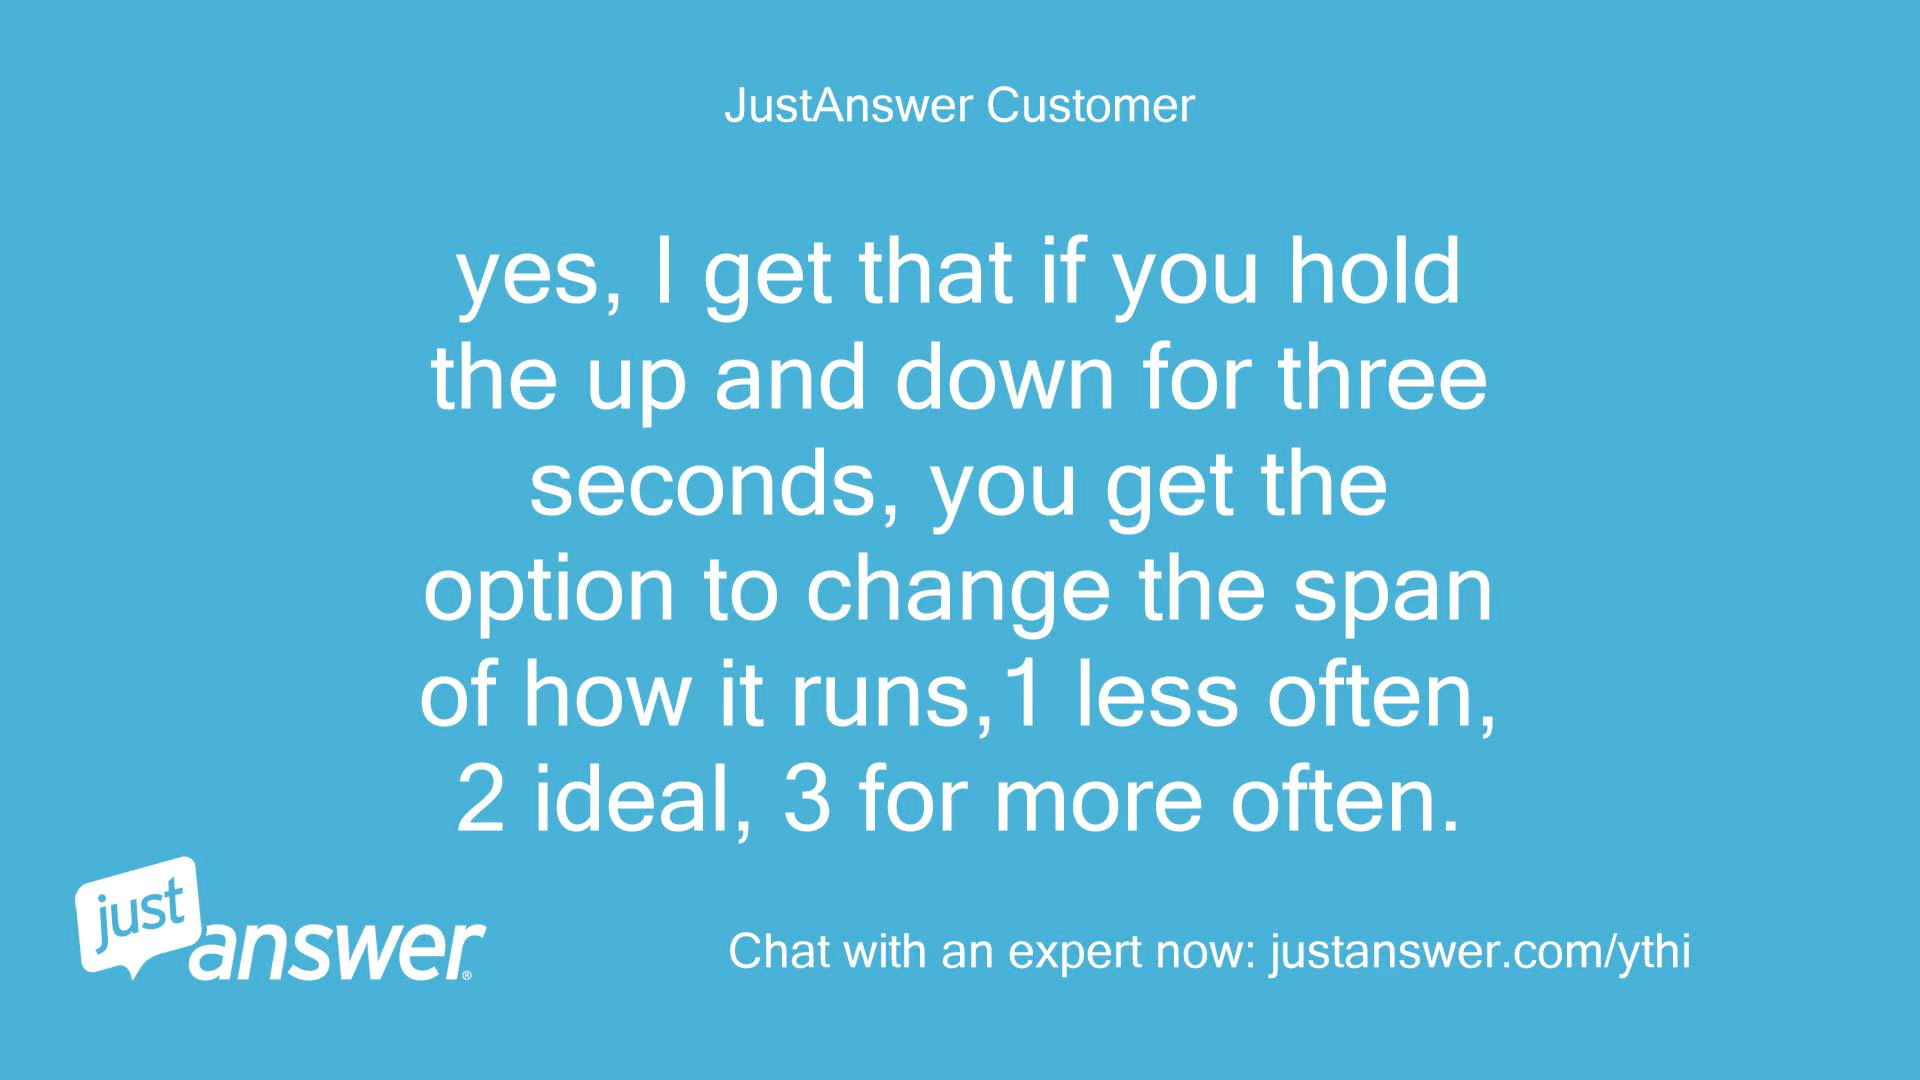 JustAnswer Customer
yes, I get that if you hold
the up and down for three
seconds, you get the
option to change the span
of how it runs,1 less often,
2 ideal, 3 for more often.
just
answer®
Chat with an expert now: justanswer.com/ythi